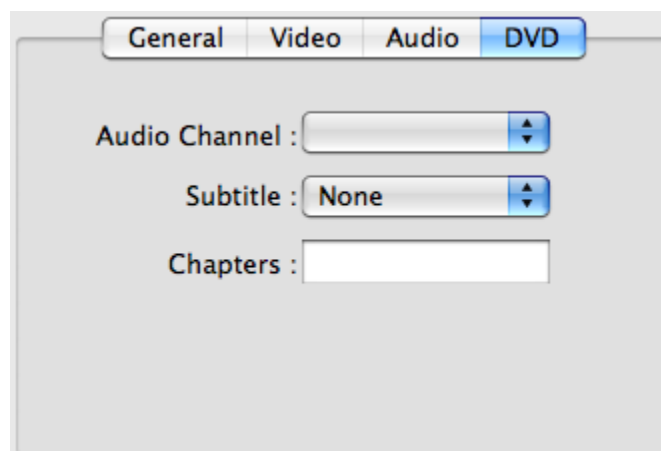 General Video Audio DVD
Audio Channel :
Subtitle : None
Chapters :